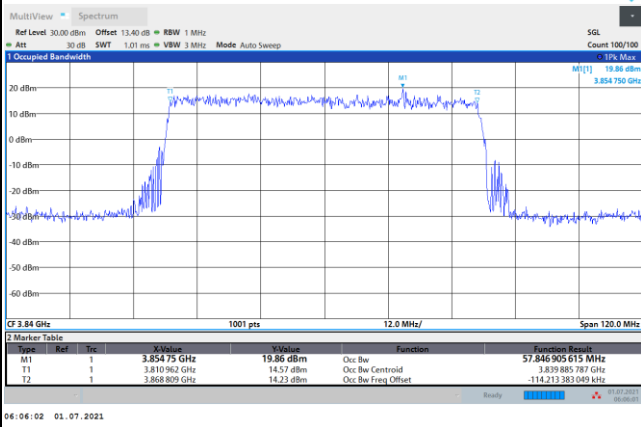 MultiView Spectrum
Ref Level 30.00 dBm Offset 13.40 dB RBW 1 MHz SGL
Att 30 dB SWT 1.01 ms VBW 3 MHz Mode Auto Sweep Count 100/100
1 Occupied Bandwidth 1Pk Max
M1[1] 19.86 dBm
3.854 750 GHz
M1
T1
T2
20 dBm
10 dBm
0 dBm
-10 dBm
-20 dBm
-30 dBm
-40 dBm
-50 dBm
-60 dBm
CF 3.84 GHz 1001 pts 12.0 MHz/ Span 120.0 MHz
2 Marker Table
Type Ref Trc X-Value Y-Value Function Function Result
M1 1 3.854 75 GHz 19.86 dBm Occ Bw 57.846 905 615 MHz
T1 1 3.810 962 GHz 14.57 dBm Occ Bw Centroid 3.839 885 787 GHz
T2 1 3.868 809 GHz 14.23 dBm Occ Bw Freq Offset -114.213 383 049 kHz
Ready 01.07.2021
06:06:01
06:06:02 01.07.2021